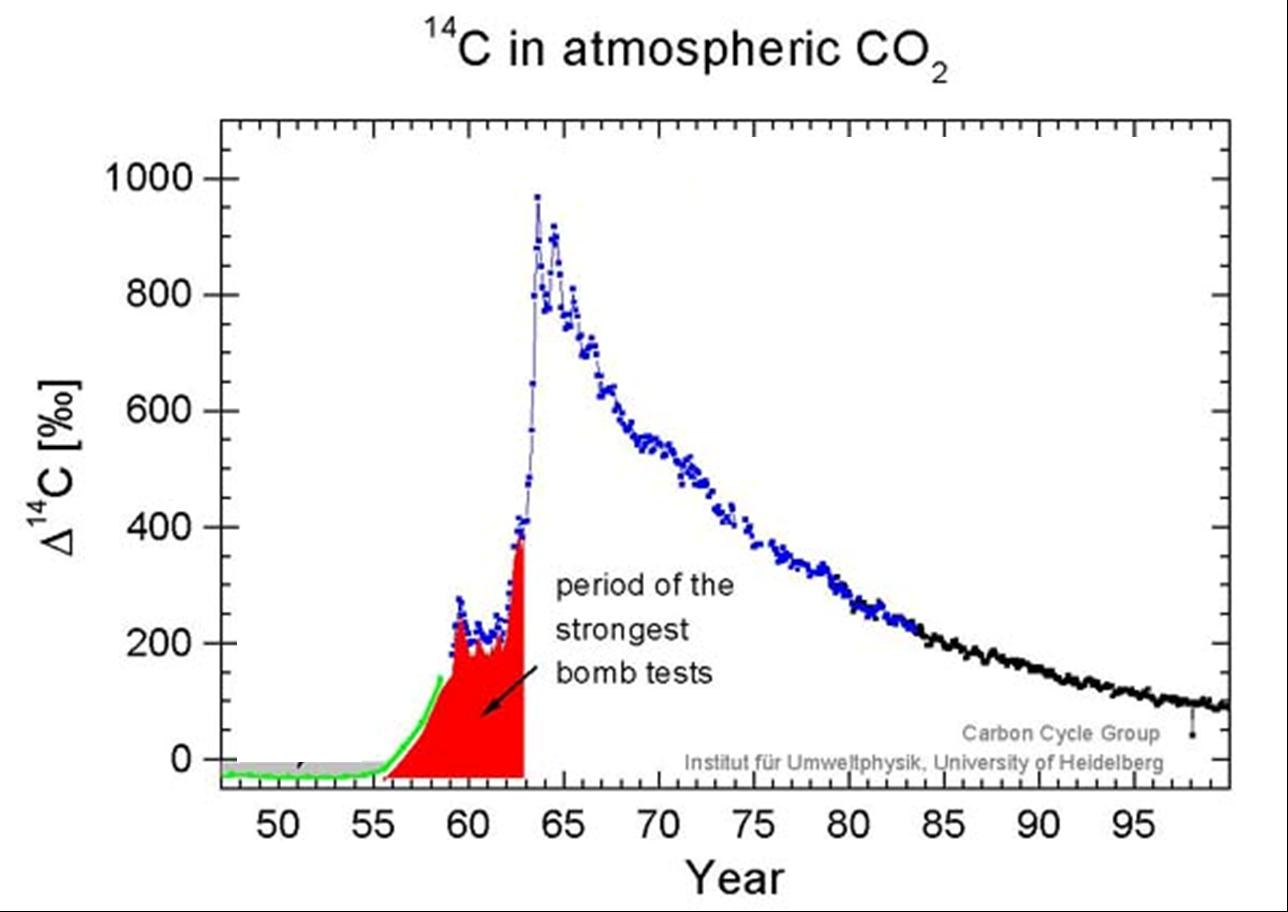 ¹⁴C in atmospheric CO₂
Δ¹⁴C [‰]
1000
800
600
400
200
0
period of the
strongest
bomb tests
Carbon Cycle Group
Institut für Umweltphysik, University of Heidelberg
50 55 60 65 70 75 80 85 90 95
Year